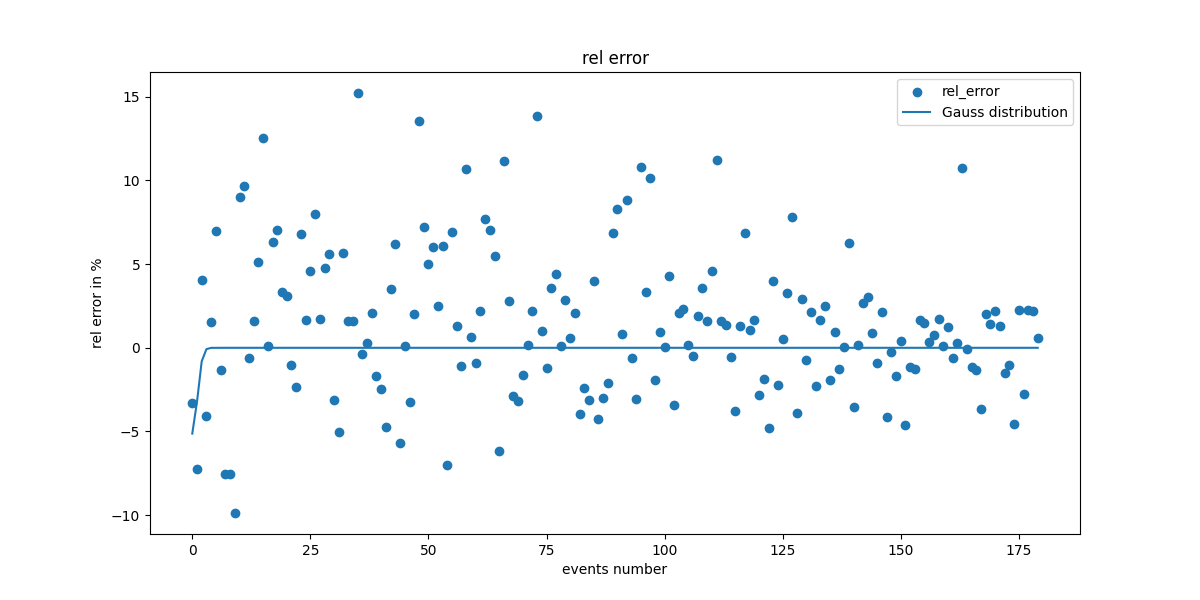 rel error
rel_error
Gauss distribution
rel error in %
15
10
5
0
−5
−10
0
25
50
75
100
125
150
175
events number